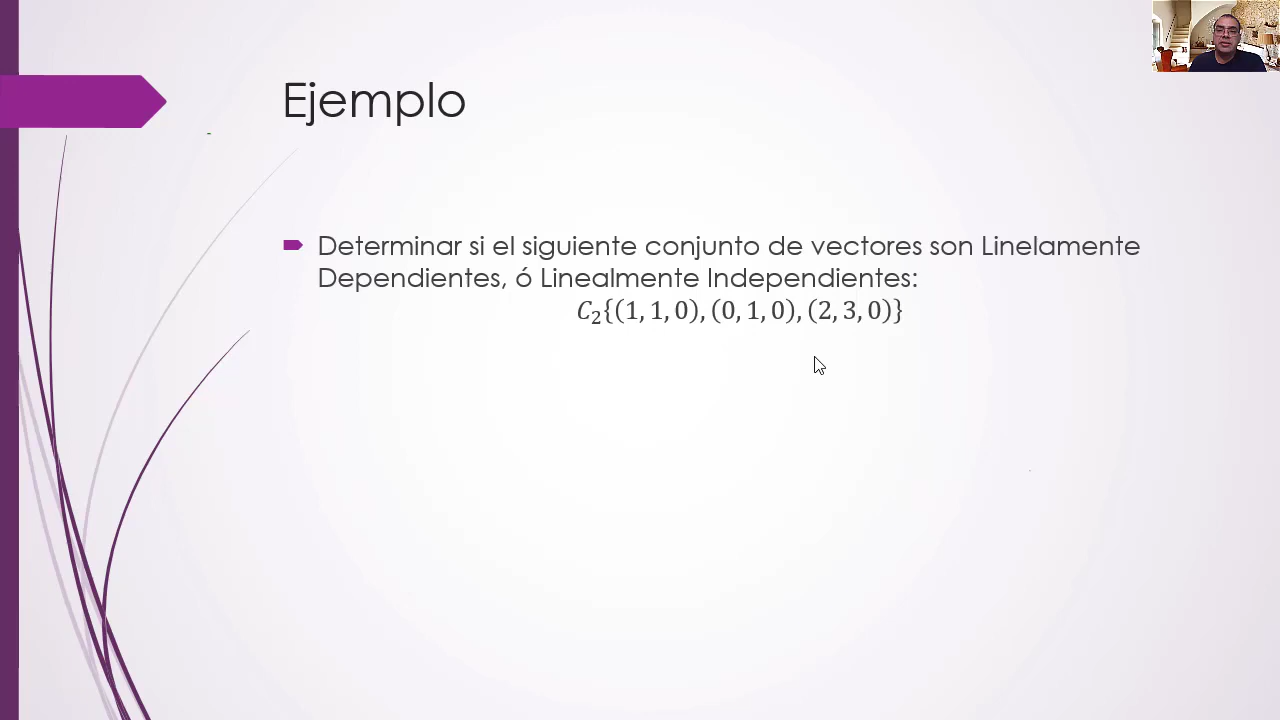 Ejemplo
Determinar si el siguiente conjunto de vectores son Linelamente
Dependientes, ó Linealmente Independientes:
C₂{(1, 1, 0), (0, 1, 0), (2, 3, 0)}